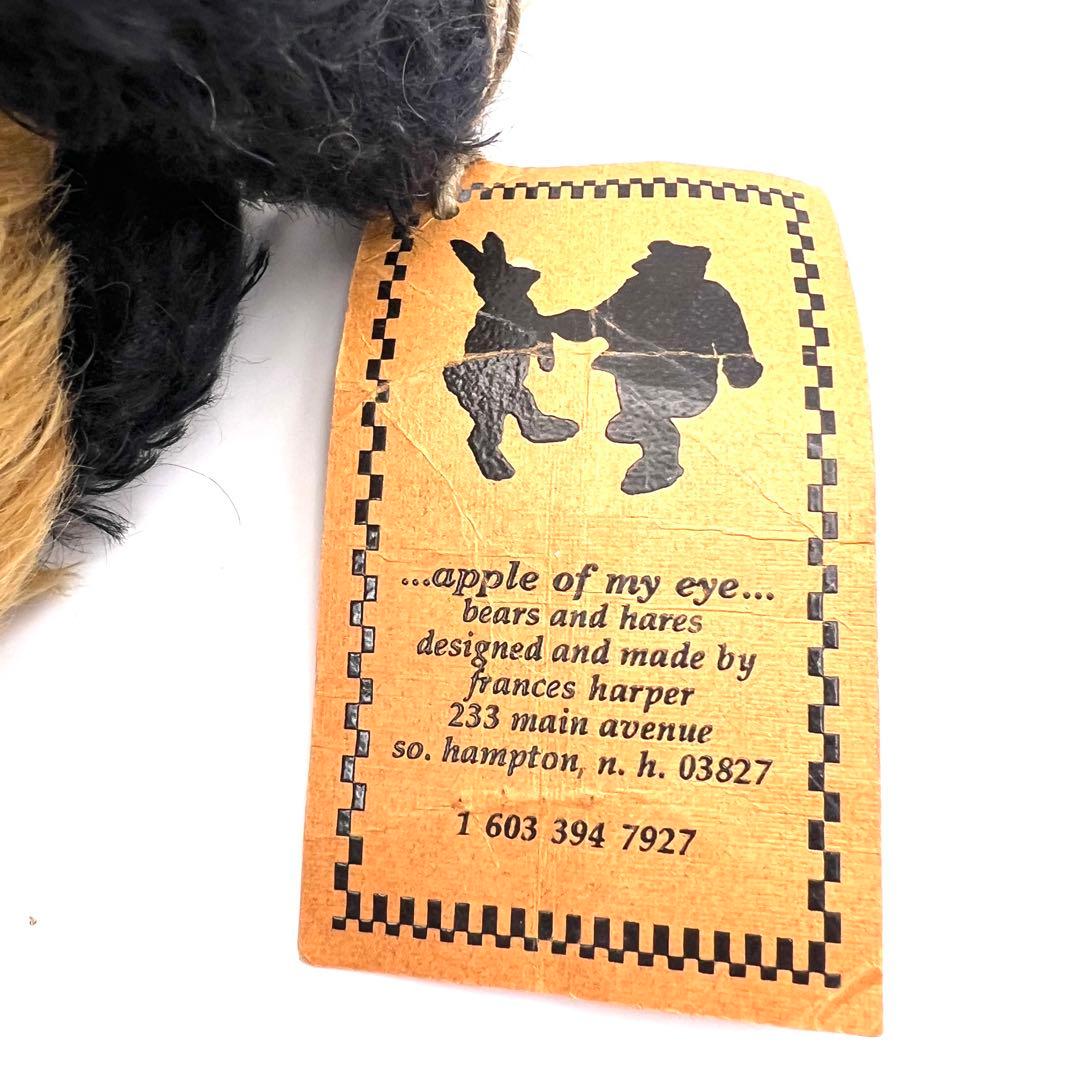 ...apple of my eye...
bears and hares
designed and made by
frances harper
233 main avenue
so. hampton, n. h. 03827
1 603 394 7927